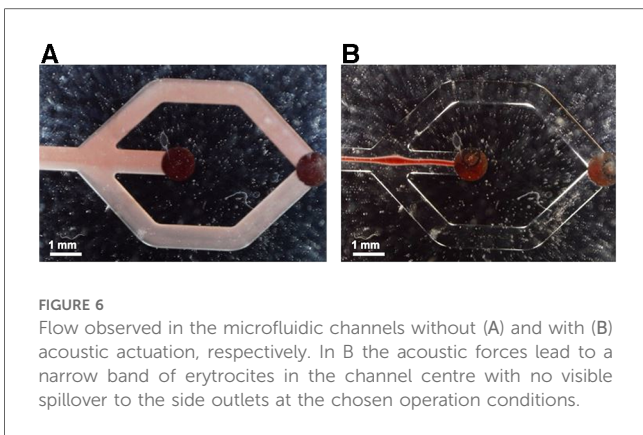 A
B
1 mm
1 mm
FIGURE 6
Flow observed in the microfluidic channels without (A) and with (B)
acoustic actuation, respectively. In B the acoustic forces lead to a
narrow band of erytrocites in the channel centre with no visible
spillover to the side outlets at the chosen operation conditions.